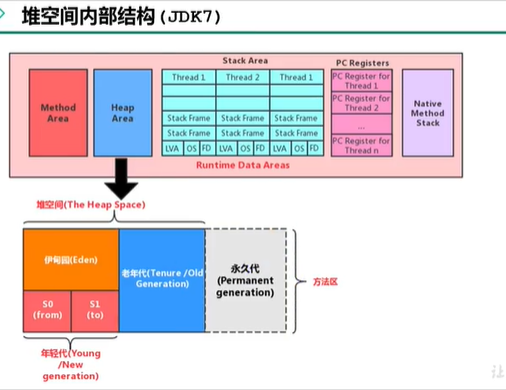 堆空间内部结构(JDK7)
Stack Area
PC Registers
Method Area
Heap Area
Thread 1
Thread 2
Thread 1
Stack Frame
Stack Frame
Stack Frame
Stack Frame
Stack Frame
Stack Frame
LVA
OS
FD
LVA
OS
FD
LVA
OS
FD
PC Register for Thread 1
PC Register for Thread 2
...
PC Register for Thread n
Native Method Stack
Runtime Data Areas
堆空间(The Heap Space)
伊甸园(Eden)
S0
(from)
S1
(to)
老年代(Tenure /Old
Generation)
永久代
(Permanent
generation)
方法区
年轻代(Young
/New
generation)
让